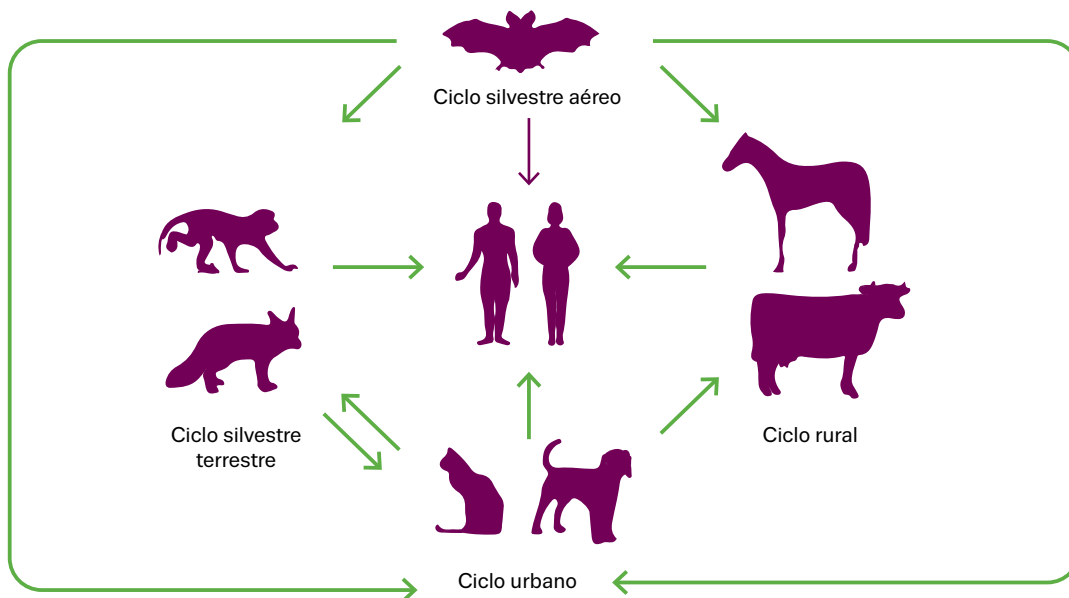 Ciclo silvestre aéreo
Ciclo silvestre
terrestre
Ciclo rural
Ciclo urbano